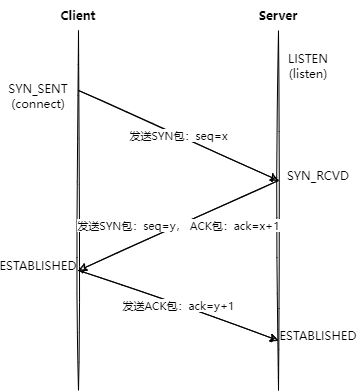 Client
Server
LISTEN
(listen)
SYN_SENT
(connect)
发送SYN包：seq=x
SYN_RCVD
发送SYN包：seq=y， ACK包：ack=x+1
ESTABLISHED
发送ACK包：ack=y+1
ESTABLISHED